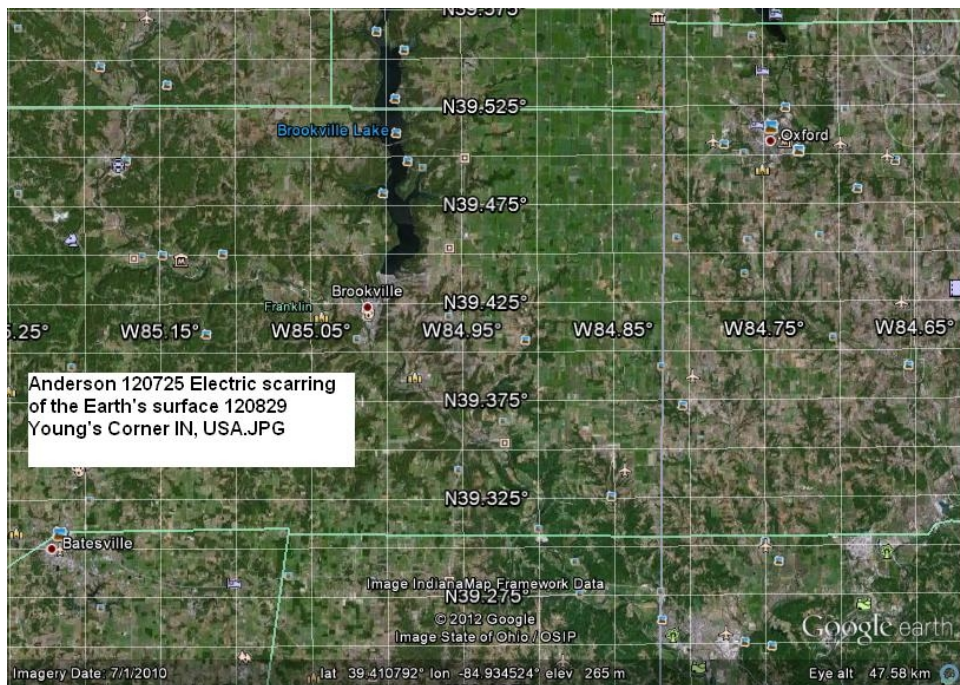 N39.575°
N39.525°
Brookville Lake
Oxford
N39.475°
Brookville
Franklin
N39.425°
5.25° W85.15° W85.05° W84.95° W84.85° W84.75° W84.65°
Anderson 120725 Electric scarring
of the Earth's surface 120829
Young's Corner IN, USA.JPG
N39.375°
N39.325°
Batesville
Image IndianaMap Framework Data
N39.275°
© 2012 Google
Image State of Ohio / OSIP
Google earth
Imagery Date: 7/1/2010 lat 39.410792° lon -84.934524° elev 265 m Eye alt 47.58 km